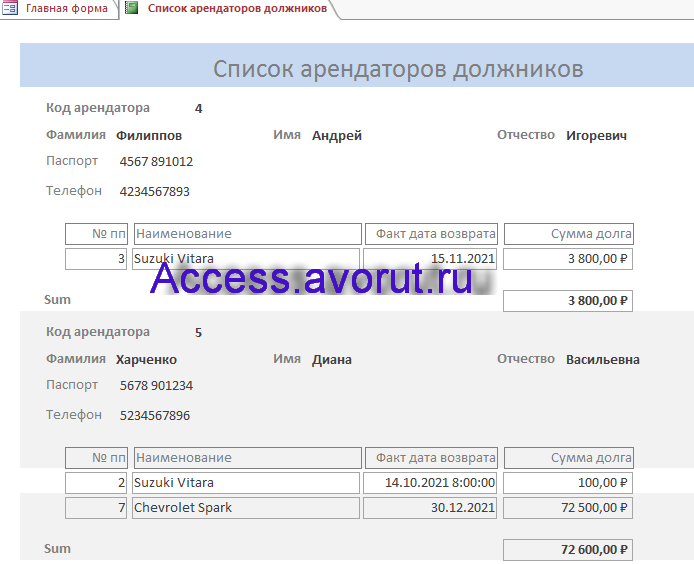 Главная форма Список арендаторов должников
Список арендаторов должников
Код арендатора 4
Фамилия Филиппов Имя Андрей Отчество Игоревич
Паспорт 4567 891012
Телефон 4234567893
№ пп Наименование Факт дата возврата Сумма долга
3 Suzuki Vitara 15.11.2021 3 800,00 ₽
Access.avorut.ru
Sum 3 800,00 ₽
Код арендатора 5
Фамилия Харченко Имя Диана Отчество Васильевна
Паспорт 5678 901234
Телефон 5234567896
№ пп Наименование Факт дата возврата Сумма долга
2 Suzuki Vitara 14.10.2021 8:00:00 100,00 ₽
7 Chevrolet Spark 30.12.2021 72 500,00 ₽
Sum 72 600,00 ₽